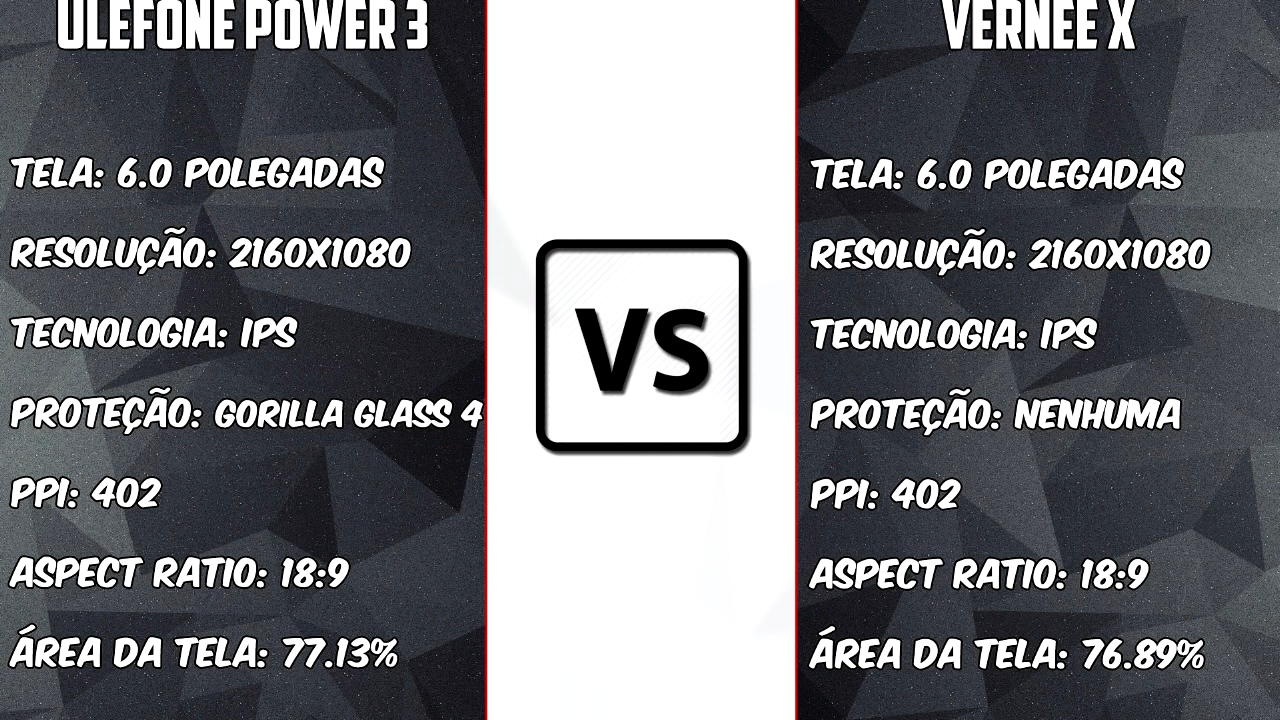 ULEFONE POWER 3
TELA: 6.0 POLEGADAS
RESOLUÇÃO: 2160X1080
TECNOLOGIA: IPS
PROTEÇÃO: GORILLA GLASS 4
PPI: 402
ASPECT RATIO: 18:9
ÁREA DA TELA: 77.13%
VS
VERNEE X
TELA: 6.0 POLEGADAS
RESOLUÇÃO: 2160X1080
TECNOLOGIA: IPS
PROTEÇÃO: NENHUMA
PPI: 402
ASPECT RATIO: 18:9
ÁREA DA TELA: 76.89%